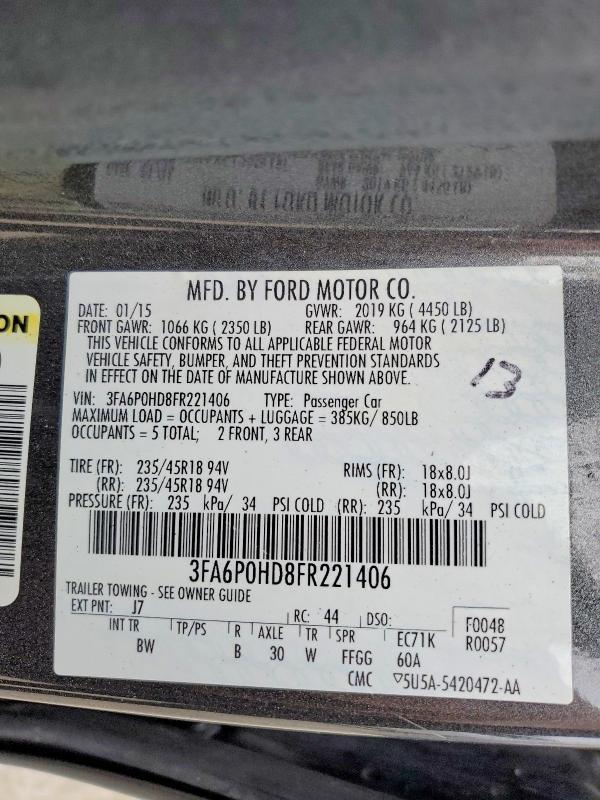 MFD. BY FORD MOTOR CO.
ON
MFD. BY FORD MOTOR CO.
DATE: 01/15 GVWR: 2019 KG ( 4450 LB)
FRONT GAWR: 1066 KG ( 2350 LB) REAR GAWR: 964 KG ( 2125 LB)
THIS VEHICLE CONFORMS TO ALL APPLICABLE FEDERAL MOTOR
VEHICLE SAFETY, BUMPER, AND THEFT PREVENTION STANDARDS
IN EFFECT ON THE DATE OF MANUFACTURE SHOWN ABOVE.
13
VIN: 3FA6P0HD8FR221406 TYPE: Passenger Car
MAXIMUM LOAD = OCCUPANTS + LUGGAGE = 385KG/ 850LB
OCCUPANTS = 5 TOTAL; 2 FRONT, 3 REAR
TIRE (FR): 235/45R18 94V RIMS (FR): 18x8.0J
(RR): 235/45R18 94V (RR): 18x8.0J
PRESSURE (FR): 235 kPa/ 34 PSI COLD (RR): 235 kPa/ 34 PSI COLD
3FA6P0HD8FR221406
TRAILER TOWING - SEE OWNER GUIDE
EXT PNT: J7 RC: 44 DSO: F0048
INT TR TP/PS R AXLE TR SPR EC71K R0057
BW B 30 W FFGG 60A
CMC ▽5U5A-5420472-AA